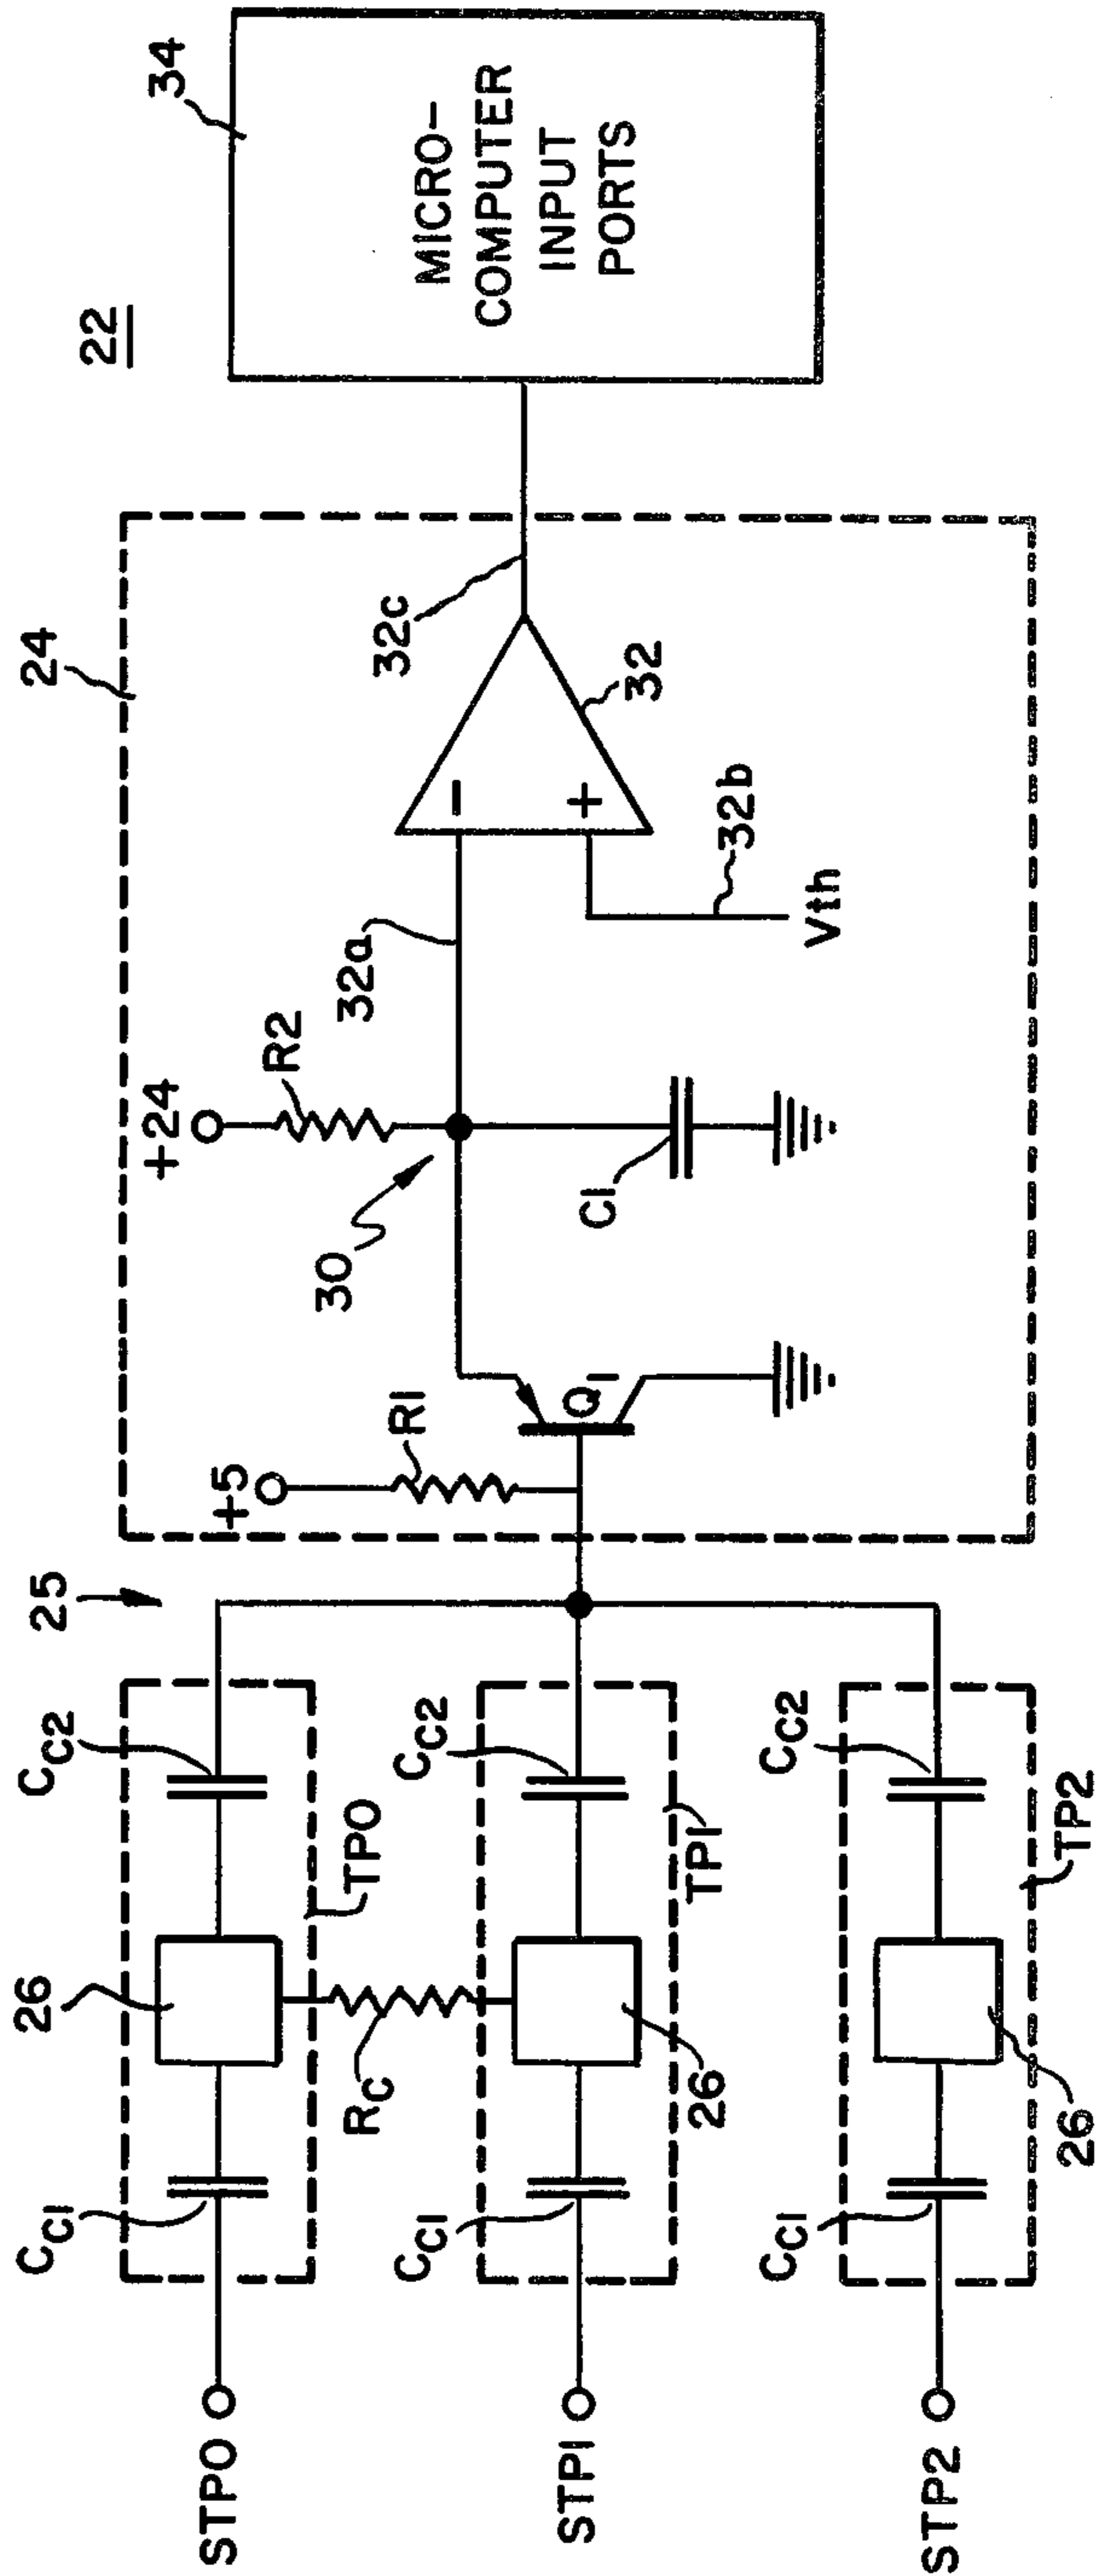 22
24
34
25
+24
+5
R2
R1
30
32a
32c
MICRO-
COMPUTER
INPUT
PORTS
-
+
32
32b
Vth
C1
Q1
STP0
CC1
26
CC2
TP0
RC
STP1
CC1
26
CC2
TP1
STP2
CC1
26
CC2
TP2